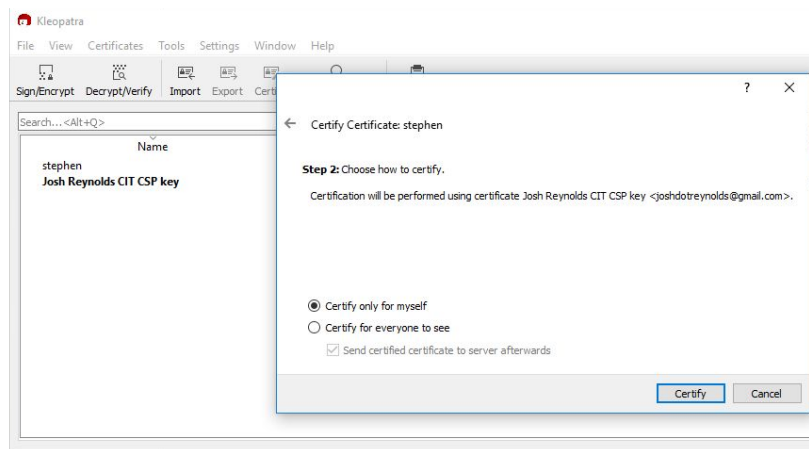 Kleopatra
File View Certificates Tools Settings Window Help
Sign/Encrypt Decrypt/Verify Import Export
Search...<Alt+Q>
Name
stephen
Josh Reynolds CIT CSP key
? X
← Certify Certificate: stephen
Step 2: Choose how to certify.
Certification will be performed using certificate Josh Reynolds CIT CSP key <joshdotreynolds@gmail.com>.
Certify only for myself
Certify for everyone to see
Send certified certificate to server afterwards
Certify Cancel